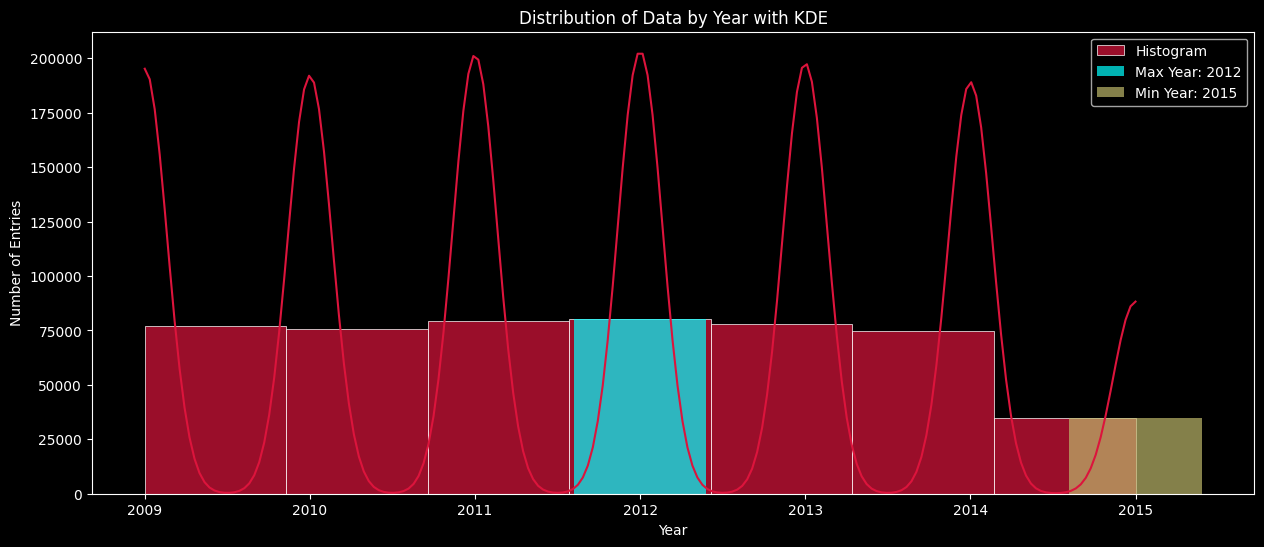 Distribution of Data by Year with KDE
Histogram
Max Year: 2012
Min Year: 2015
Number of Entries
200000
175000
150000
125000
100000
75000
50000
25000
0
2009 2010 2011 2012 2013 2014 2015
Year